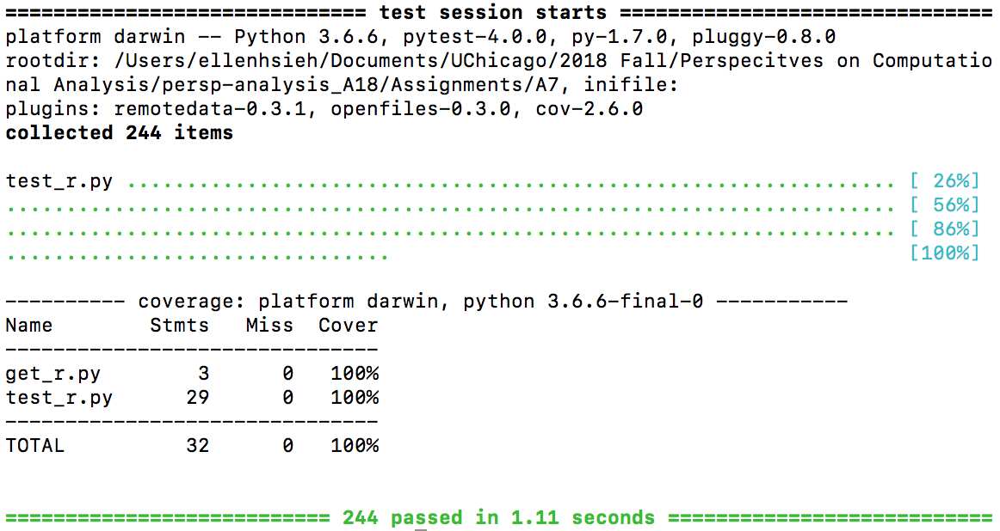 ============================== test session starts ===============================
platform darwin -- Python 3.6.6, pytest-4.0.0, py-1.7.0, pluggy-0.8.0
rootdir: /Users/ellenhsieh/Documents/UChicago/2018 Fall/Perspecitves on Computatio
nal Analysis/persp-analysis_A18/Assignments/A7, inifile:
plugins: remotedata-0.3.1, openfiles-0.3.0, cov-2.6.0
collected 244 items
test_r.py ................................................................ [ 26%]
.......................................................................... [ 56%]
.......................................................................... [ 86%]
................................                                           [100%]
---------- coverage: platform darwin, python 3.6.6-final-0 -----------
Name        Stmts   Miss  Cover
-------------------------------
get_r.py        3      0   100%
test_r.py      29      0   100%
-------------------------------
TOTAL          32      0   100%
=========================== 244 passed in 1.11 seconds ===========================